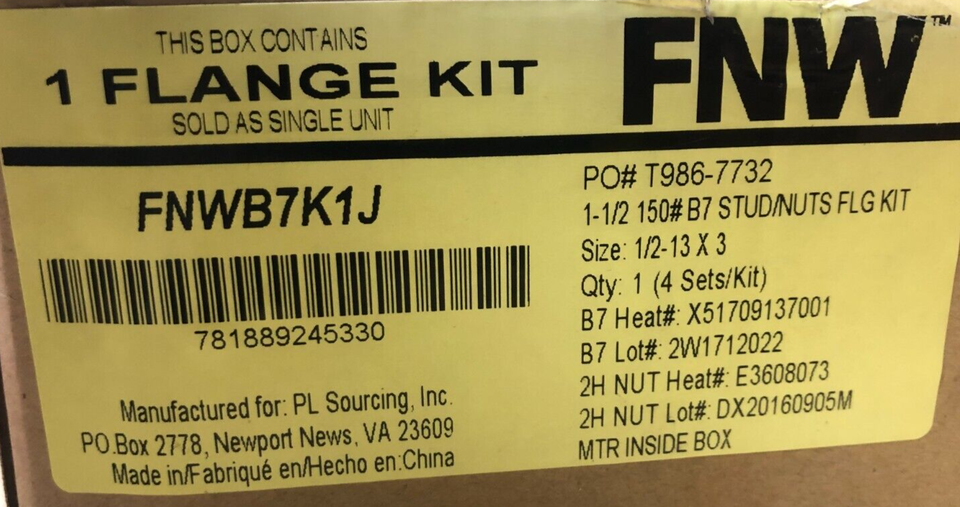 THIS BOX CONTAINS
1 FLANGE KIT
SOLD AS SINGLE UNIT
FNW™
FNWB7K1J
781889245330
Manufactured for: PL Sourcing, Inc.
PO.Box 2778, Newport News, VA 23609
Made in/Fabriqué en/Hecho en:China
PO# T986-7732
1-1/2 150# B7 STUD/NUTS FLG KIT
Size: 1/2-13 X 3
Qty: 1 (4 Sets/Kit)
B7 Heat#: X51709137001
B7 Lot#: 2W1712022
2H NUT Heat#: E3608073
2H NUT Lot#: DX20160905M
MTR INSIDE BOX